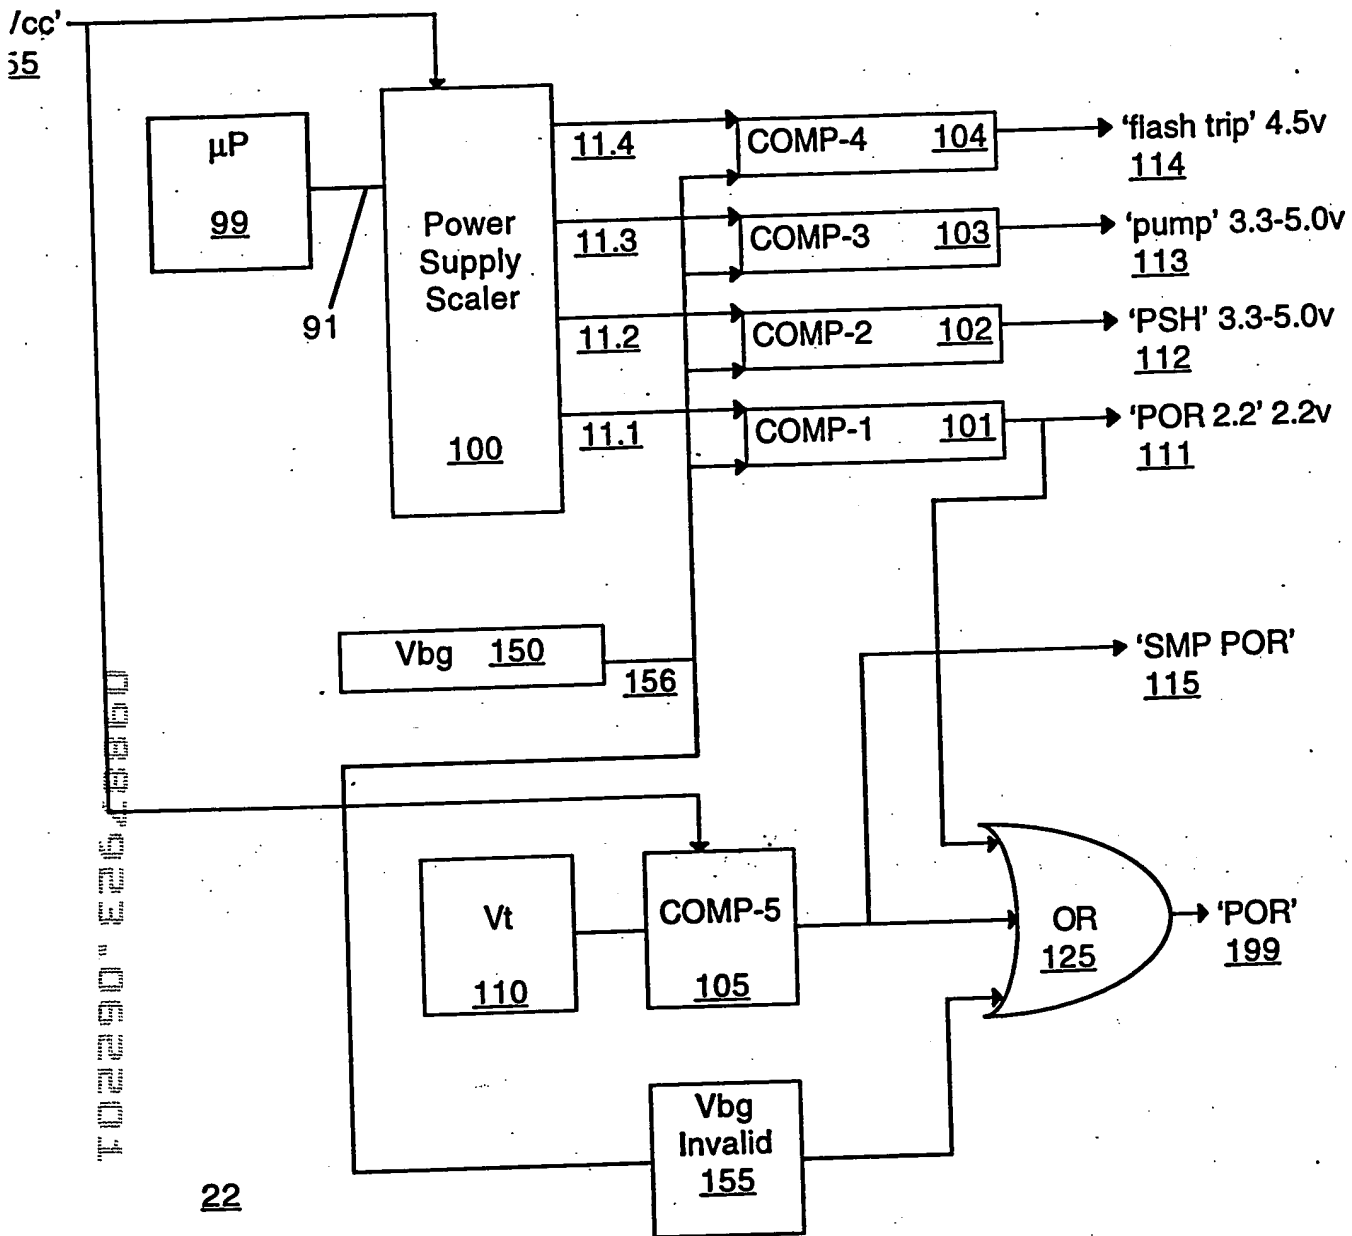 /cc'
55
µP
99
91
Power
Supply
Scaler
100
11.4
11.3
11.2
11.1
COMP-4 104
COMP-3 103
COMP-2 102
COMP-1 101
'flash trip' 4.5v
114
'pump' 3.3-5.0v
113
'PSH' 3.3-5.0v
112
'POR 2.2' 2.2v
111
Vbg 150
156
'SMP POR'
115
Vt
110
COMP-5
105
OR
125
'POR'
199
Vbg
Invalid
155
22